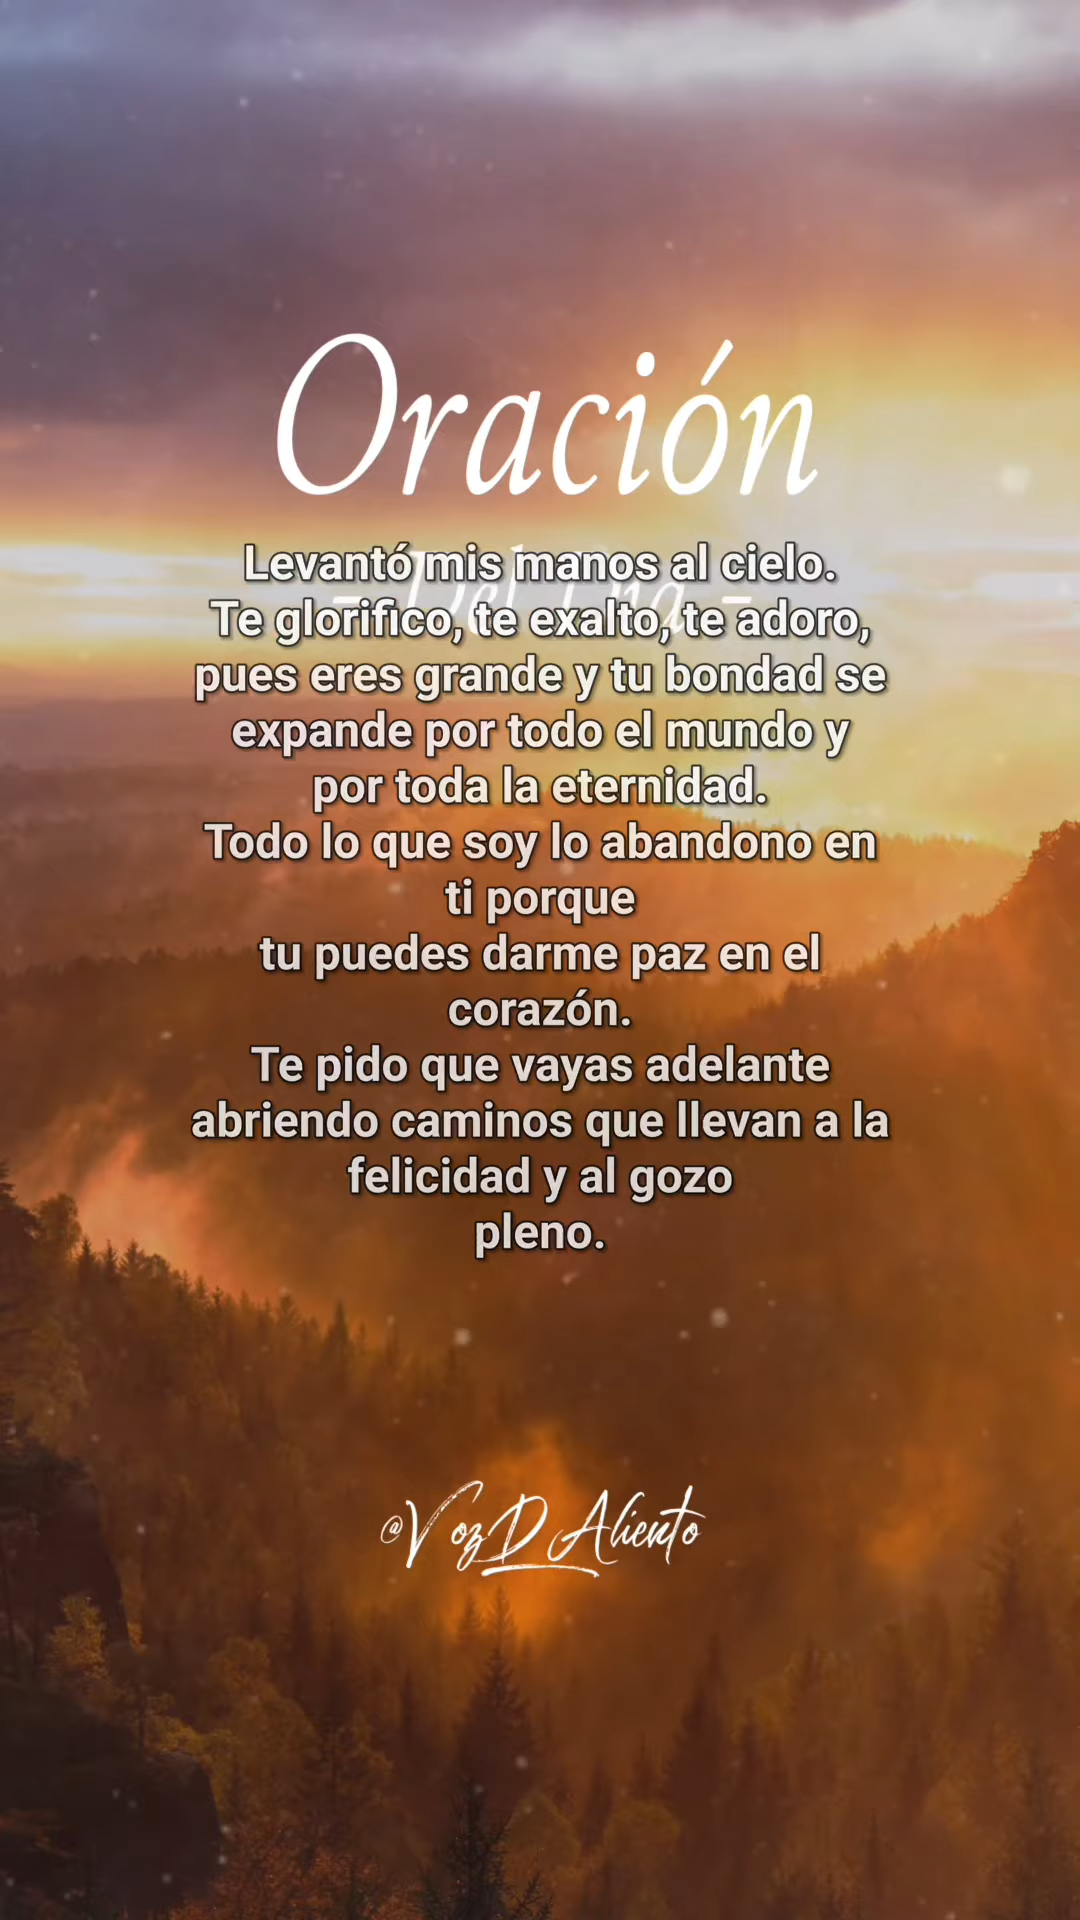 Oración
- Del Día -
Levantó mis manos al cielo.
Te glorifico, te exalto, te adoro,
pues eres grande y tu bondad se
expande por todo el mundo y
por toda la eternidad.
Todo lo que soy lo abandono en
ti porque
tu puedes darme paz en el
corazón.
Te pido que vayas adelante
abriendo caminos que llevan a la
felicidad y al gozo
pleno.
@VozDAliento